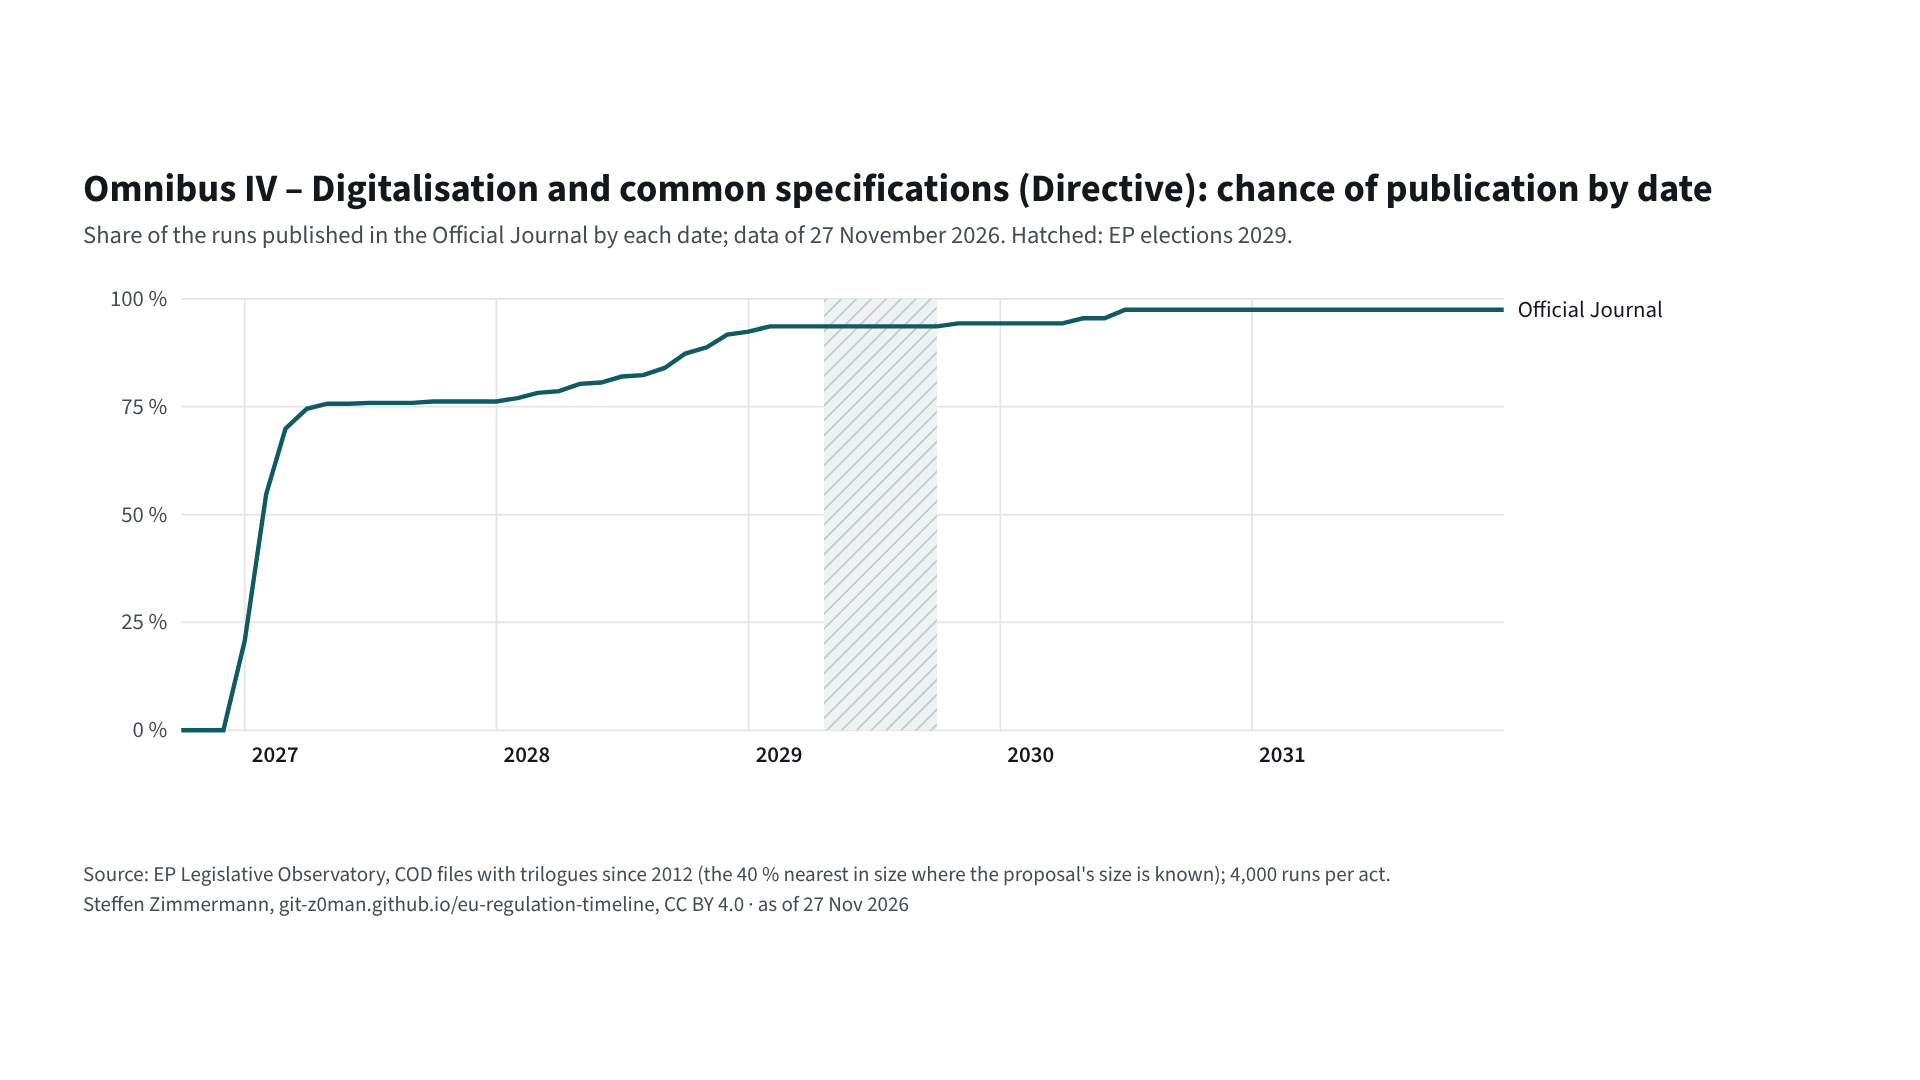 Omnibus IV – Digitalisation and common specifications (Directive): chance of publication by date
Share of the runs published in the Official Journal by each date; data of 27 November 2026. Hatched: EP elections 2029.
100 %
Official Journal
75 %
50 %
25 %
0 %
2027 2028 2029 2030 2031
Source: EP Legislative Observatory, COD files with trilogues since 2012 (the 40 % nearest in size where the proposal's size is known); 4,000 runs per act.
Steffen Zimmermann, git-z0man.github.io/eu-regulation-timeline, CC BY 4.0 · as of 27 Nov 2026